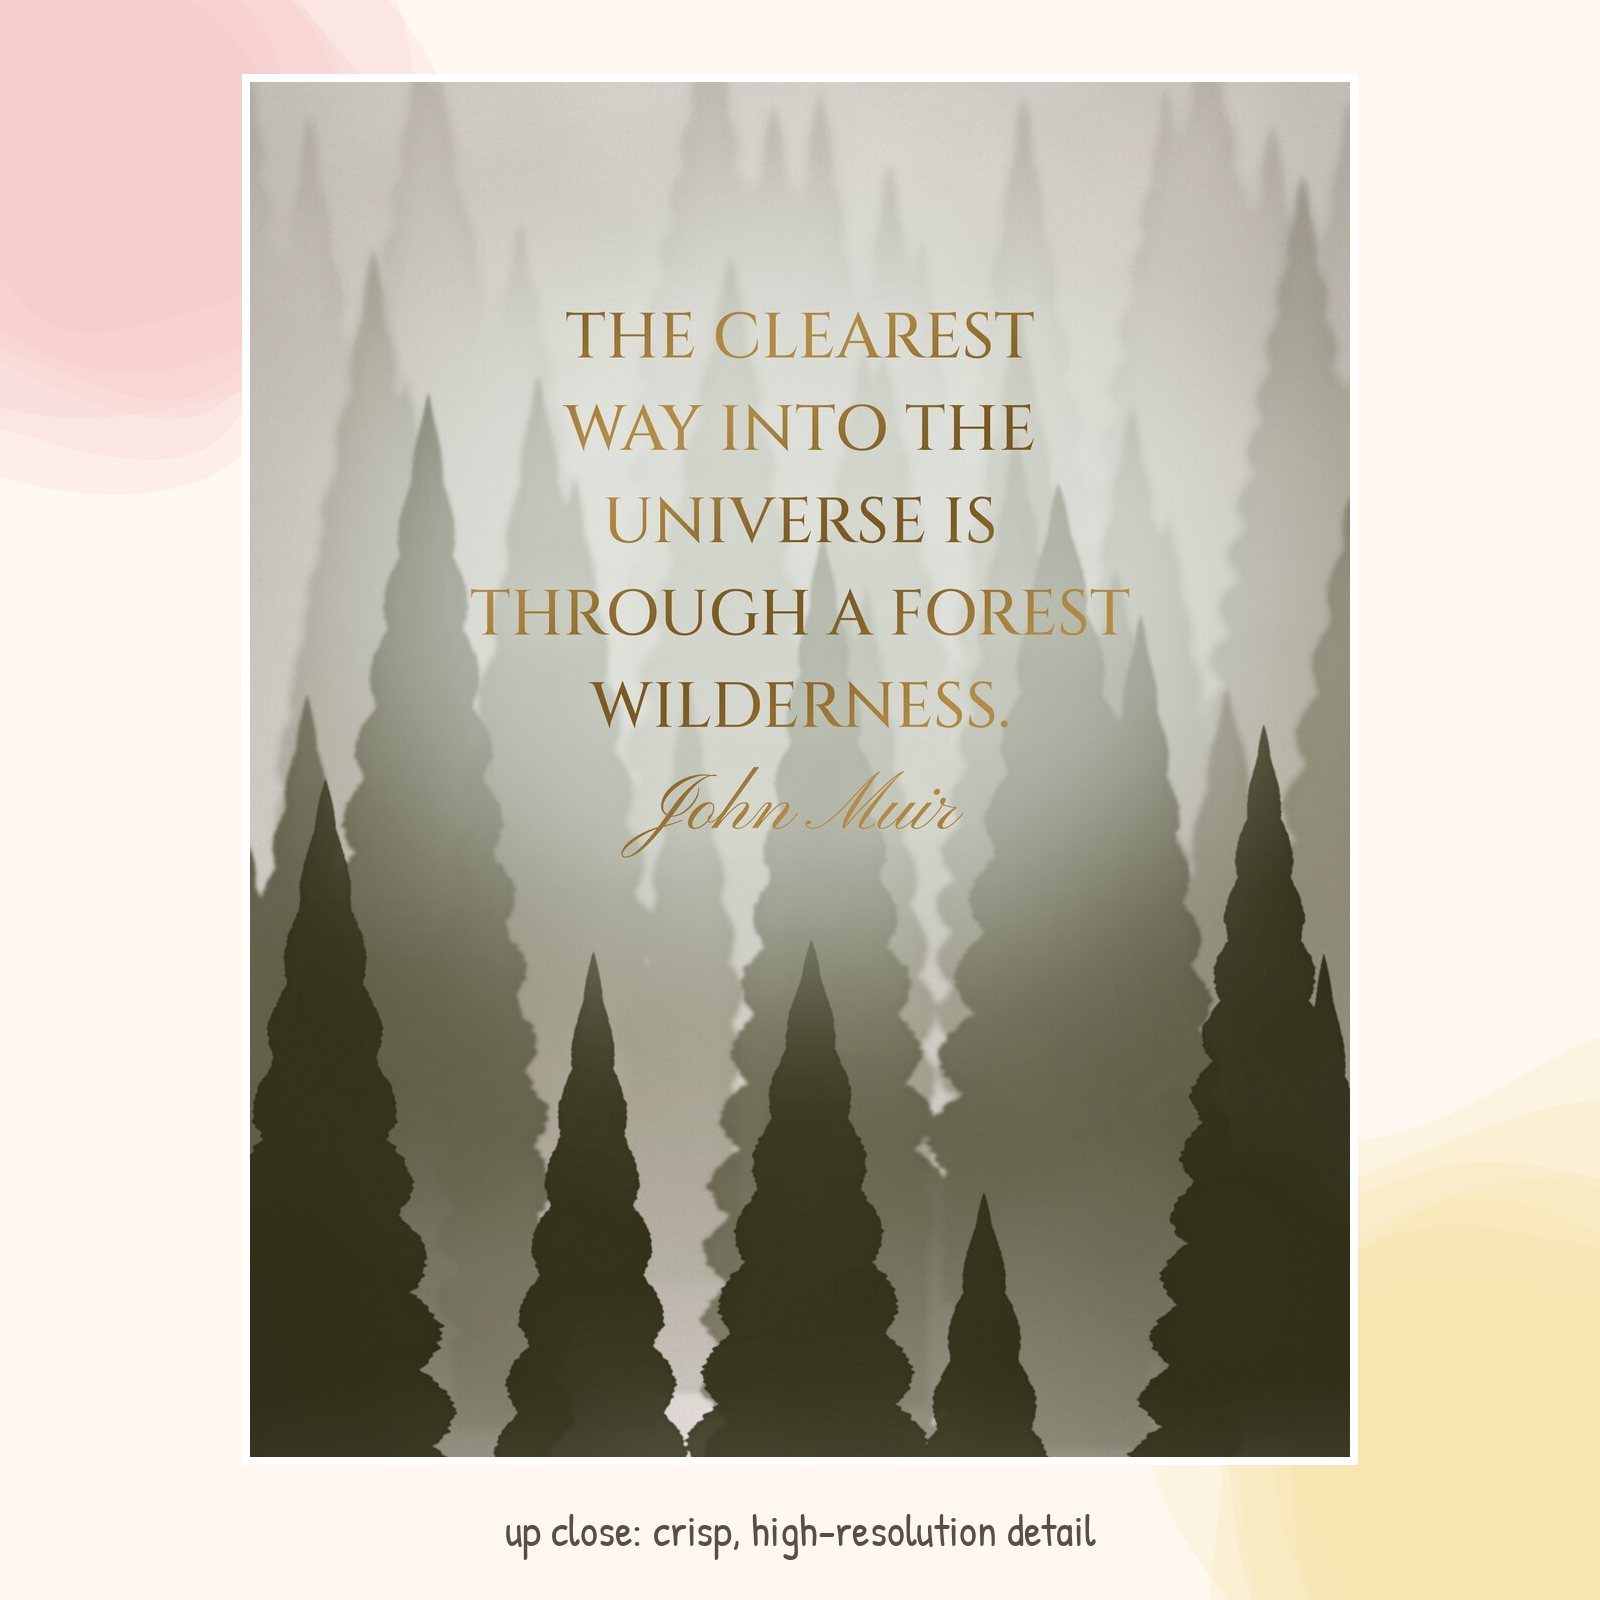 THE CLEAREST
WAY INTO THE
UNIVERSE IS
THROUGH A FOREST
WILDERNESS.
John Muir
up close: crisp, high-resolution detail